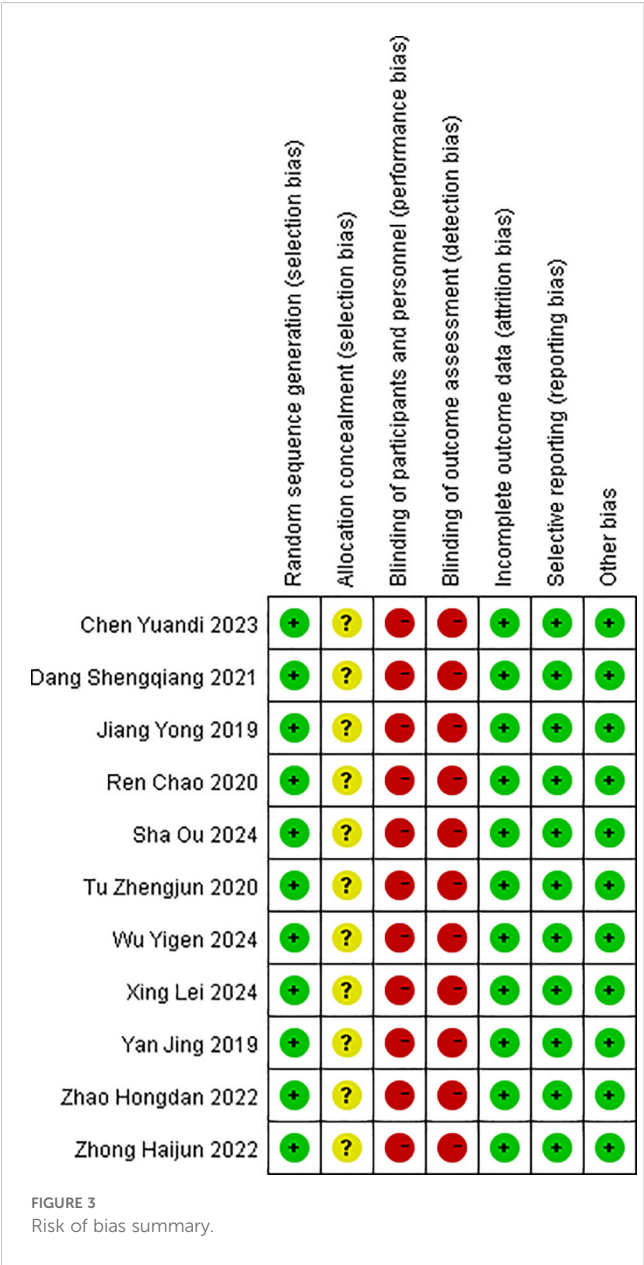 Random sequence generation (selection bias)
Allocation concealment (selection bias)
Blinding of participants and personnel (performance bias)
Blinding of outcome assessment (detection bias)
Incomplete outcome data (attrition bias)
Selective reporting (reporting bias)
Other bias
Chen Yuandi 2023 + ? - - + + +
Dang Shengqiang 2021 + ? - - + + +
Jiang Yong 2019 + ? - - + + +
Ren Chao 2020 + ? - - + + +
Sha Ou 2024 + ? - - + + +
Tu Zhengjun 2020 + ? - - + + +
Wu Yigen 2024 + ? - - + + +
Xing Lei 2024 + ? - - + + +
Yan Jing 2019 + ? - - + + +
Zhao Hongdan 2022 + ? - - + + +
Zhong Haijun 2022 + ? - - + + +
FIGURE 3
Risk of bias summary.